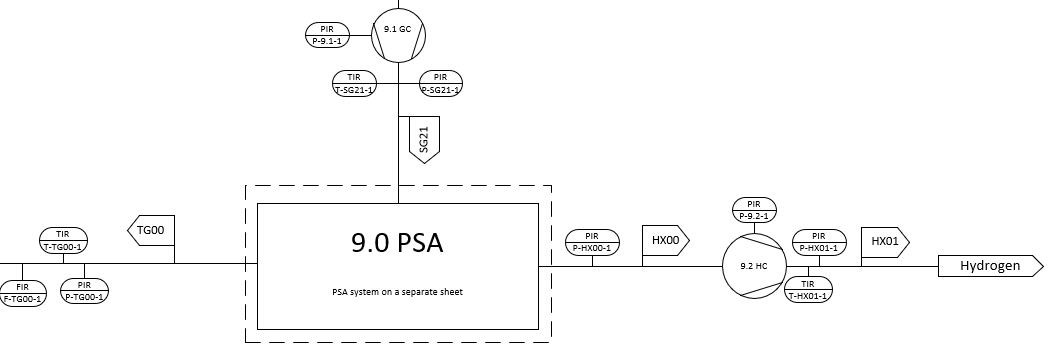 PIR
P-9.1-1
9.1 GC
TIR
T-SG21-1
PIR
P-SG21-1
SG21
TG00
TIR
T-TG00-1
FIR
F-TG00-1
PIR
P-TG00-1
9.0 PSA
PSA system on a separate sheet
PIR
P-HX00-1
HX00
PIR
P-9.2-1
9.2 HC
PIR
P-HX01-1
TIR
T-HX01-1
HX01
Hydrogen